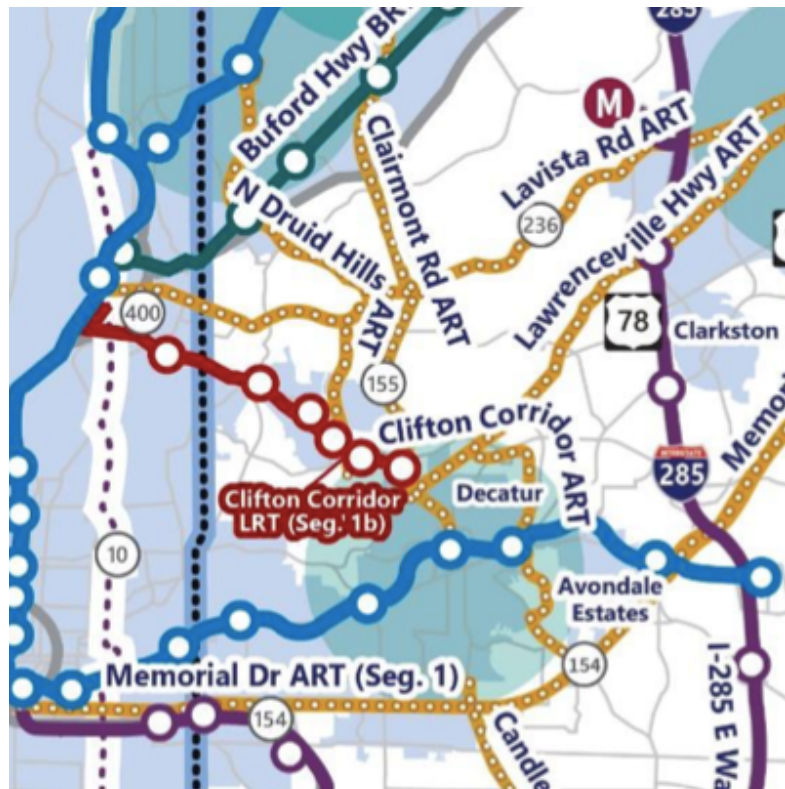 285
Buford Hwy BRT
M
Clairmont Rd ART
Lavista Rd ART
N Druid Hills ART
236
Lawrenceville Hwy ART
400
78
Clarkston
155
Clifton Corridor ART
Memori
INTERSTATE
285
Clifton Corridor
LRT (Seg. 1b)
Decatur
10
Avondale
Estates
154
Memorial Dr ART (Seg. 1)
154
I-285 E Wa
Candle